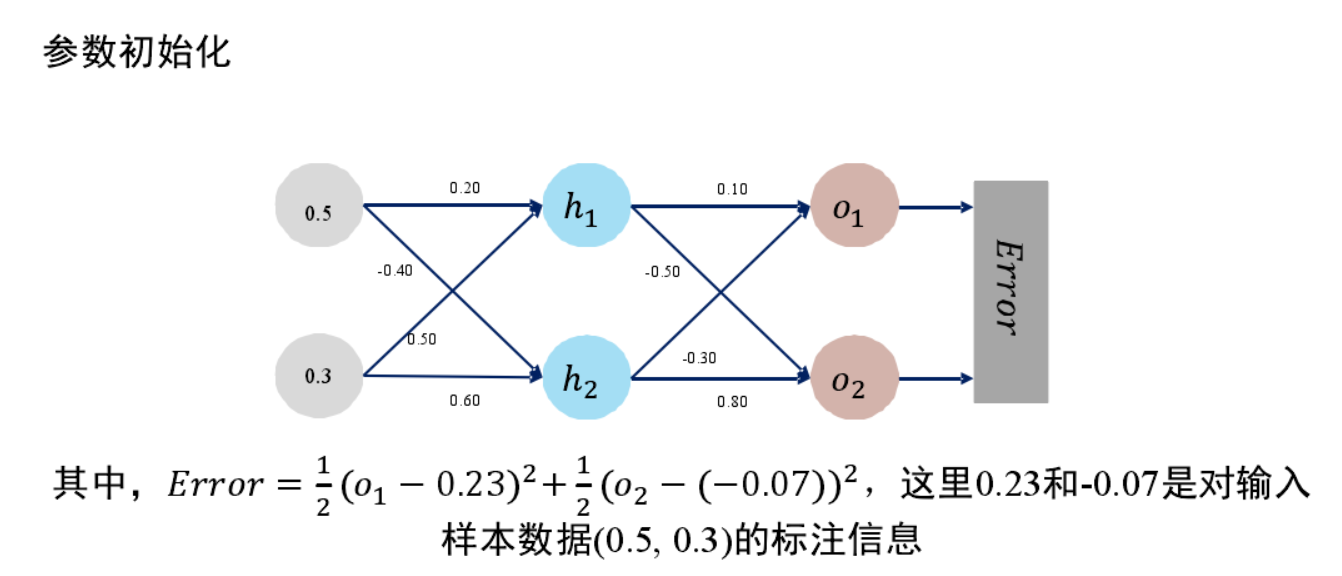 参数初始化
0.5
0.20
h₁
0.10
o₁
Error
-0.40
-0.50
0.50
0.3
0.60
h₂
-0.30
0.80
o₂
其中，Error = 1/2 (o₁ − 0.23)² + 1/2 (o₂ − (−0.07))²，这里0.23和-0.07是对输入
样本数据(0.5, 0.3)的标注信息